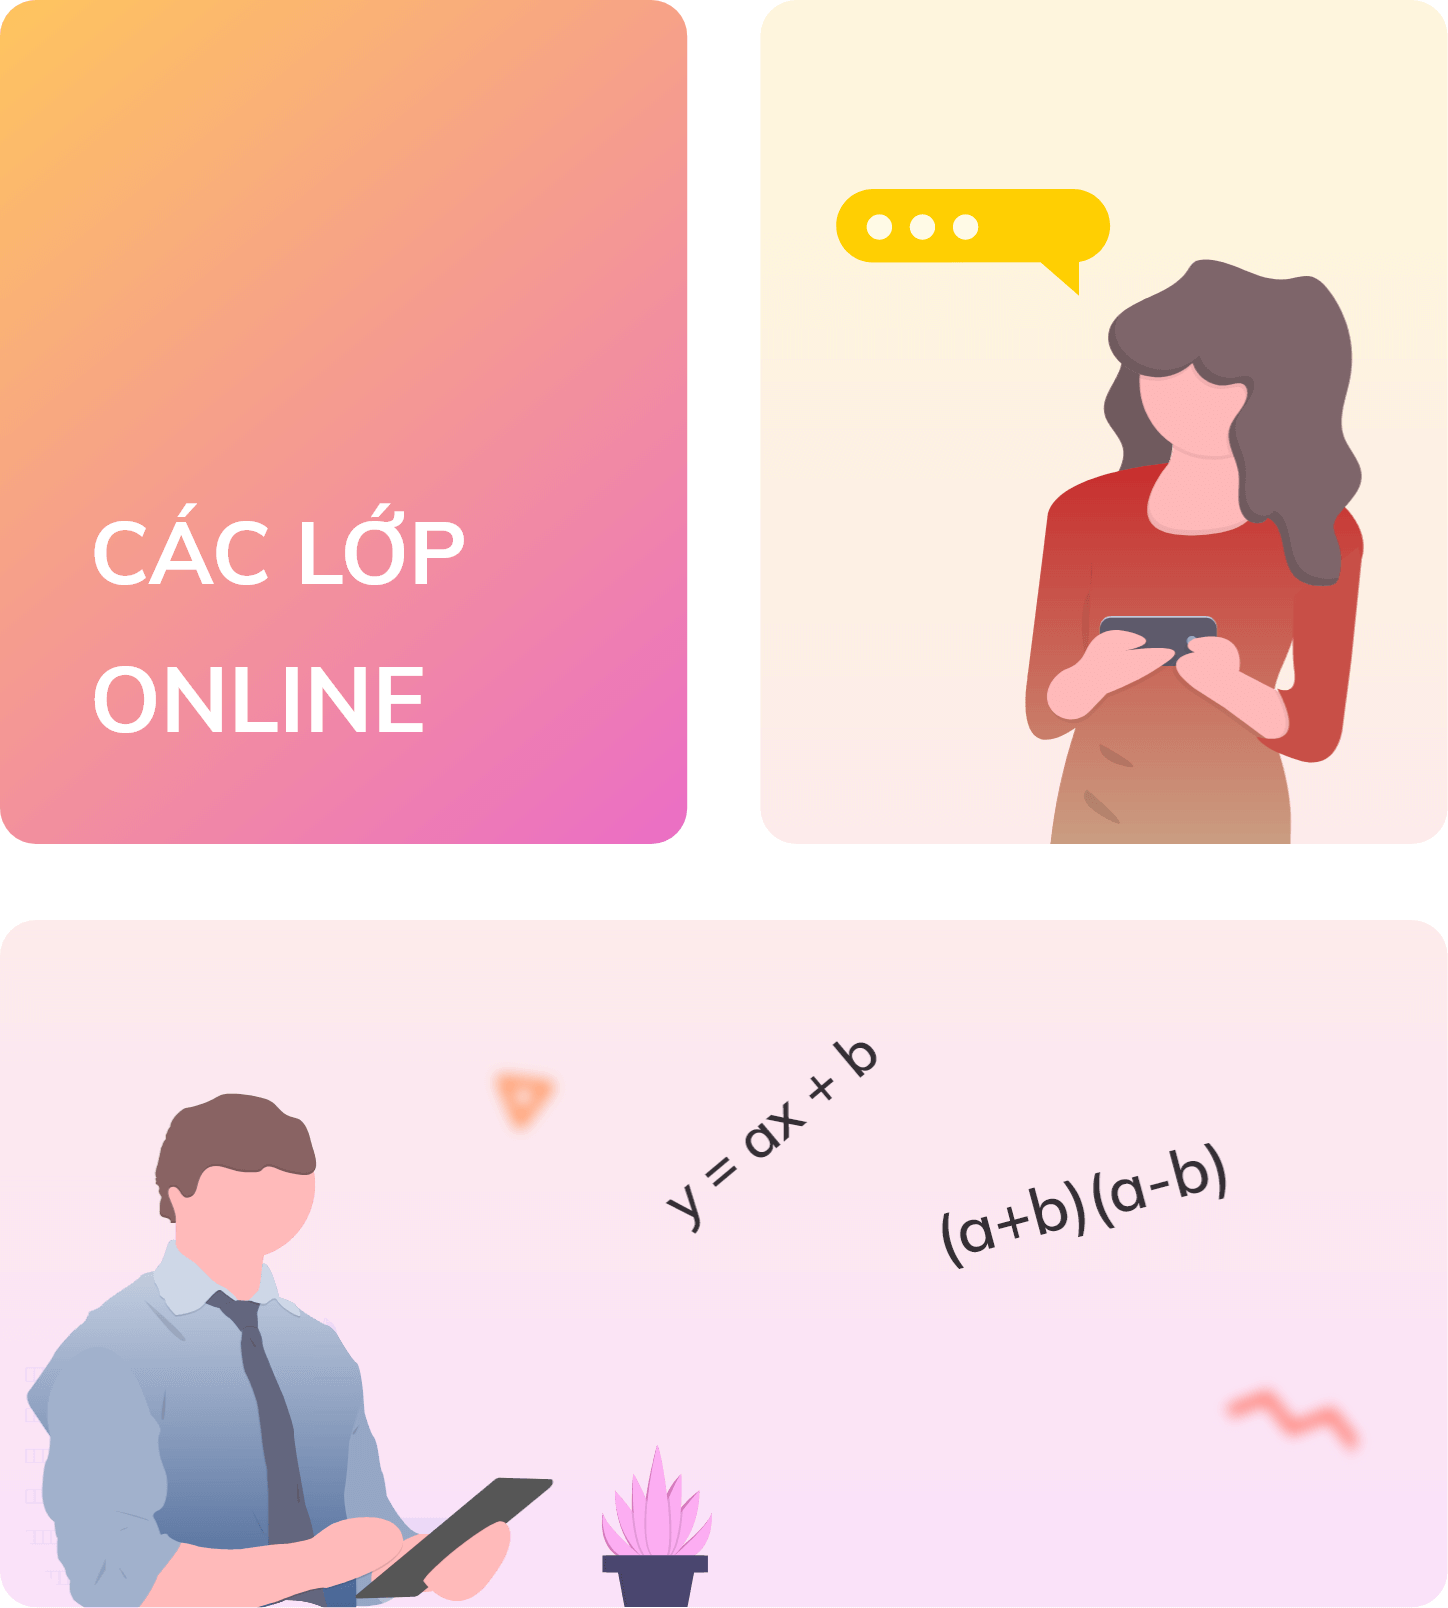 CÁC LỚP
ONLINE
y = ax + b
(a+b)(a-b)